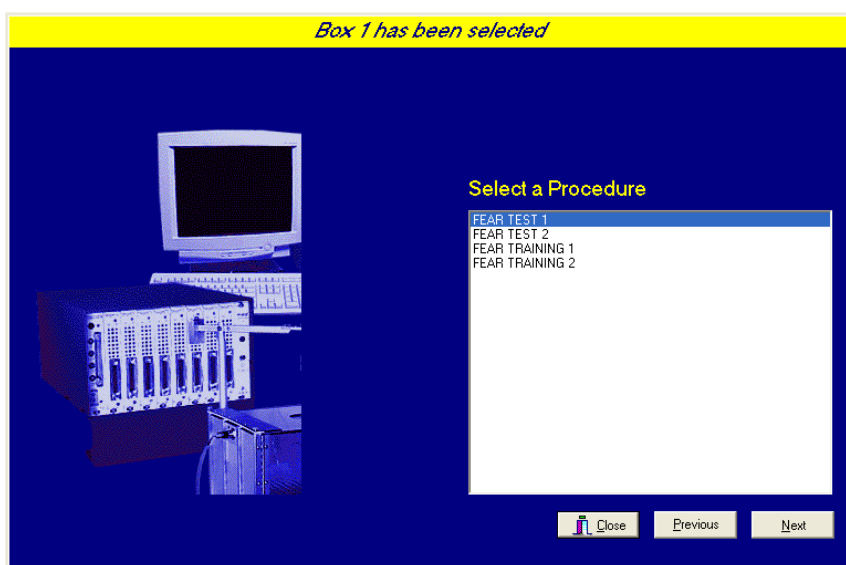 Box 1 has been selected
Select a Procedure
FEAR TEST 1
FEAR TEST 2
FEAR TRAINING 1
FEAR TRAINING 2
Close
Previous
Next